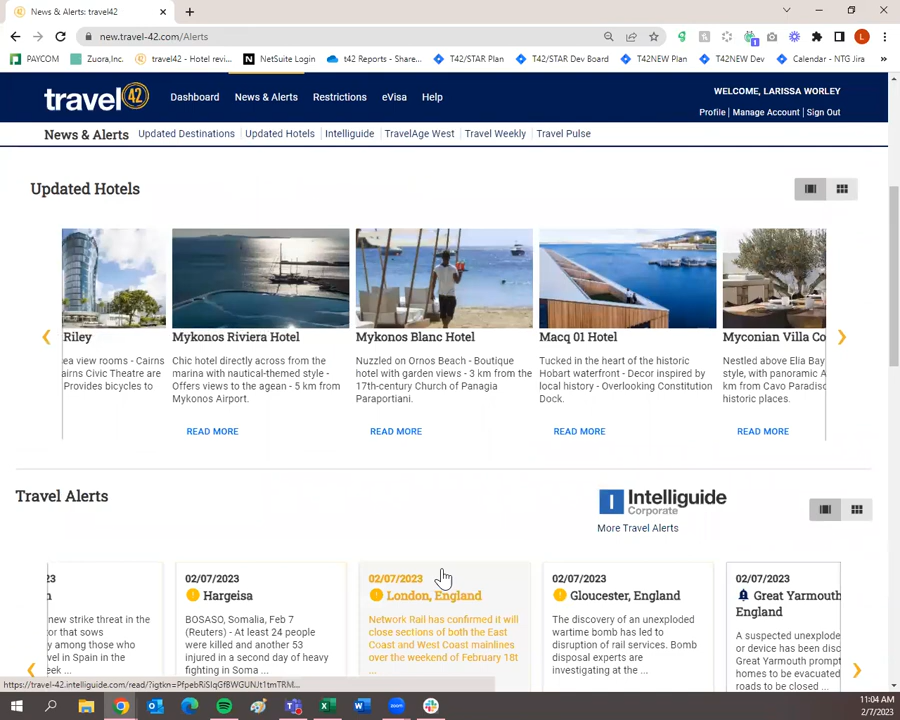 News & Alerts: travel42
new.travel-42.com/Alerts
PAYCOM
Zuora,Inc.
travel42 - Hotel revi...
NetSuite Login
t42 Reports - Share...
T42/STAR Plan
T42/STAR Dev Board
T42NEW Plan
T42NEW Dev
Calendar - NTG Jira
travel 42
Dashboard
News & Alerts
Restrictions
eVisa
Help
WELCOME, LARISSA WORLEY
Profile | Manage Account | Sign Out
News & Alerts
Updated Destinations
Updated Hotels
Intelliguide
TravelAge West
Travel Weekly
Travel Pulse
Updated Hotels
Riley
ea view rooms - Cairns
airns Civic Theatre are
Provides bicycles to
Mykonos Riviera Hotel
Chic hotel directly across from the
marina with nautical-themed style -
Offers views to the agean - 5 km from
Mykonos Airport.
READ MORE
Mykonos Blanc Hotel
Nuzzled on Ornos Beach - Boutique
hotel with garden views - 3 km from the
17th-century Church of Panagia
Paraportiani.
READ MORE
Macq 01 Hotel
Tucked in the heart of the historic
Hobart waterfront - Decor inspired by
local history - Overlooking Constitution
Dock.
READ MORE
Myconian Villa Co
Nestled above Elia Bay
style, with panoramic A
km from Cavo Paradiso
historic places.
READ MORE
Travel Alerts
I Intelliguide
Corporate
More Travel Alerts
23
n
new strike threat in the
or that sows
y among those who
vel in Spain in the
eek ...
02/07/2023
Hargeisa
BOSASO, Somalia, Feb 7
(Reuters) - At least 24 people
were killed and another 53
injured in a second day of heavy
fighting in Soma ...
02/07/2023
London, England
Network Rail has confirmed it will
close sections of both the East
Coast and West Coast mainlines
over the weekend of February 18t
...
02/07/2023
Gloucester, England
The discovery of an unexploded
wartime bomb has led to
disruption of rail services. Bomb
disposal experts are
investigating at the ...
02/07/2023
Great Yarmouth
England
A suspected unexplode
or device has been disc
Great Yarmouth prompt
homes to be evacuated
roads to be closed ...
11:04 AM
2/7/2023